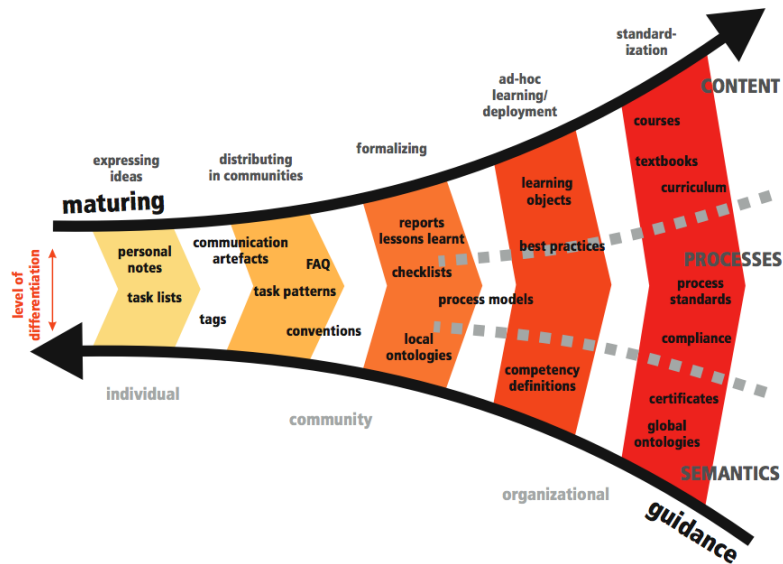 standard-
ization
CONTENT
ad-hoc
learning/
deployment
courses
formalizing
distributing
in communities
expressing
ideas
textbooks
curriculum
learning
objects
maturing
reports
lessons learnt
communication
artefacts
personal
notes
best practices
FAQ
PROCESSES
checklists
level of
differentiation
task lists
task patterns
process models
process
standards
tags
conventions
local
ontologies
compliance
competency
definitions
individual
certificates
community
global
ontologies
SEMANTICS
organizational
guidance